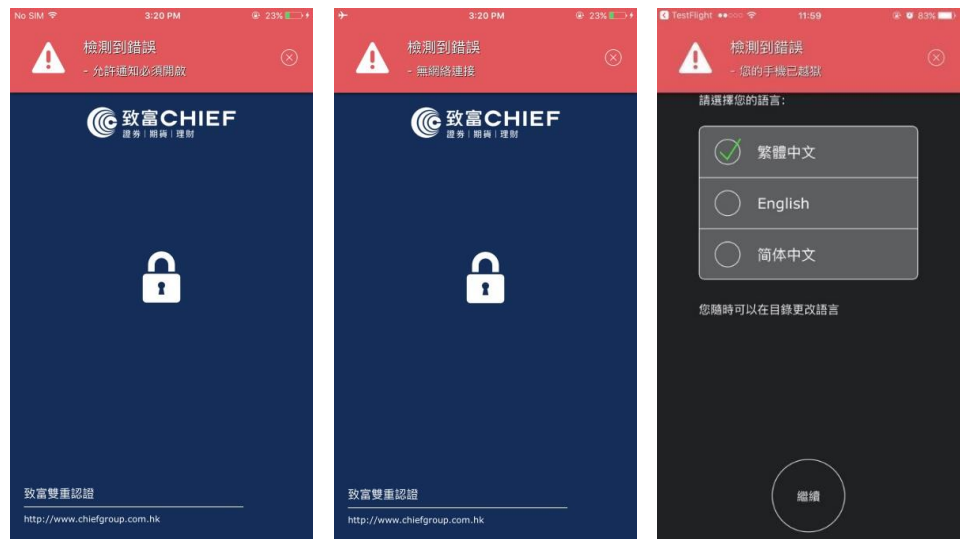 No SIM 3:20 PM 23%
檢測到錯誤
- 允許通知必須開啟
致富CHIEF
證券 | 期貨 | 理財
致富雙重認證
http://www.chiefgroup.com.hk
3:20 PM 23%
檢測到錯誤
- 無網絡連接
致富CHIEF
證券 | 期貨 | 理財
致富雙重認證
http://www.chiefgroup.com.hk
TestFlight 11:59 83%
檢測到錯誤
- 您的手機已越獄
請選擇您的語言:
繁體中文
English
简体中文
您隨時可以在目錄更改語言
繼續